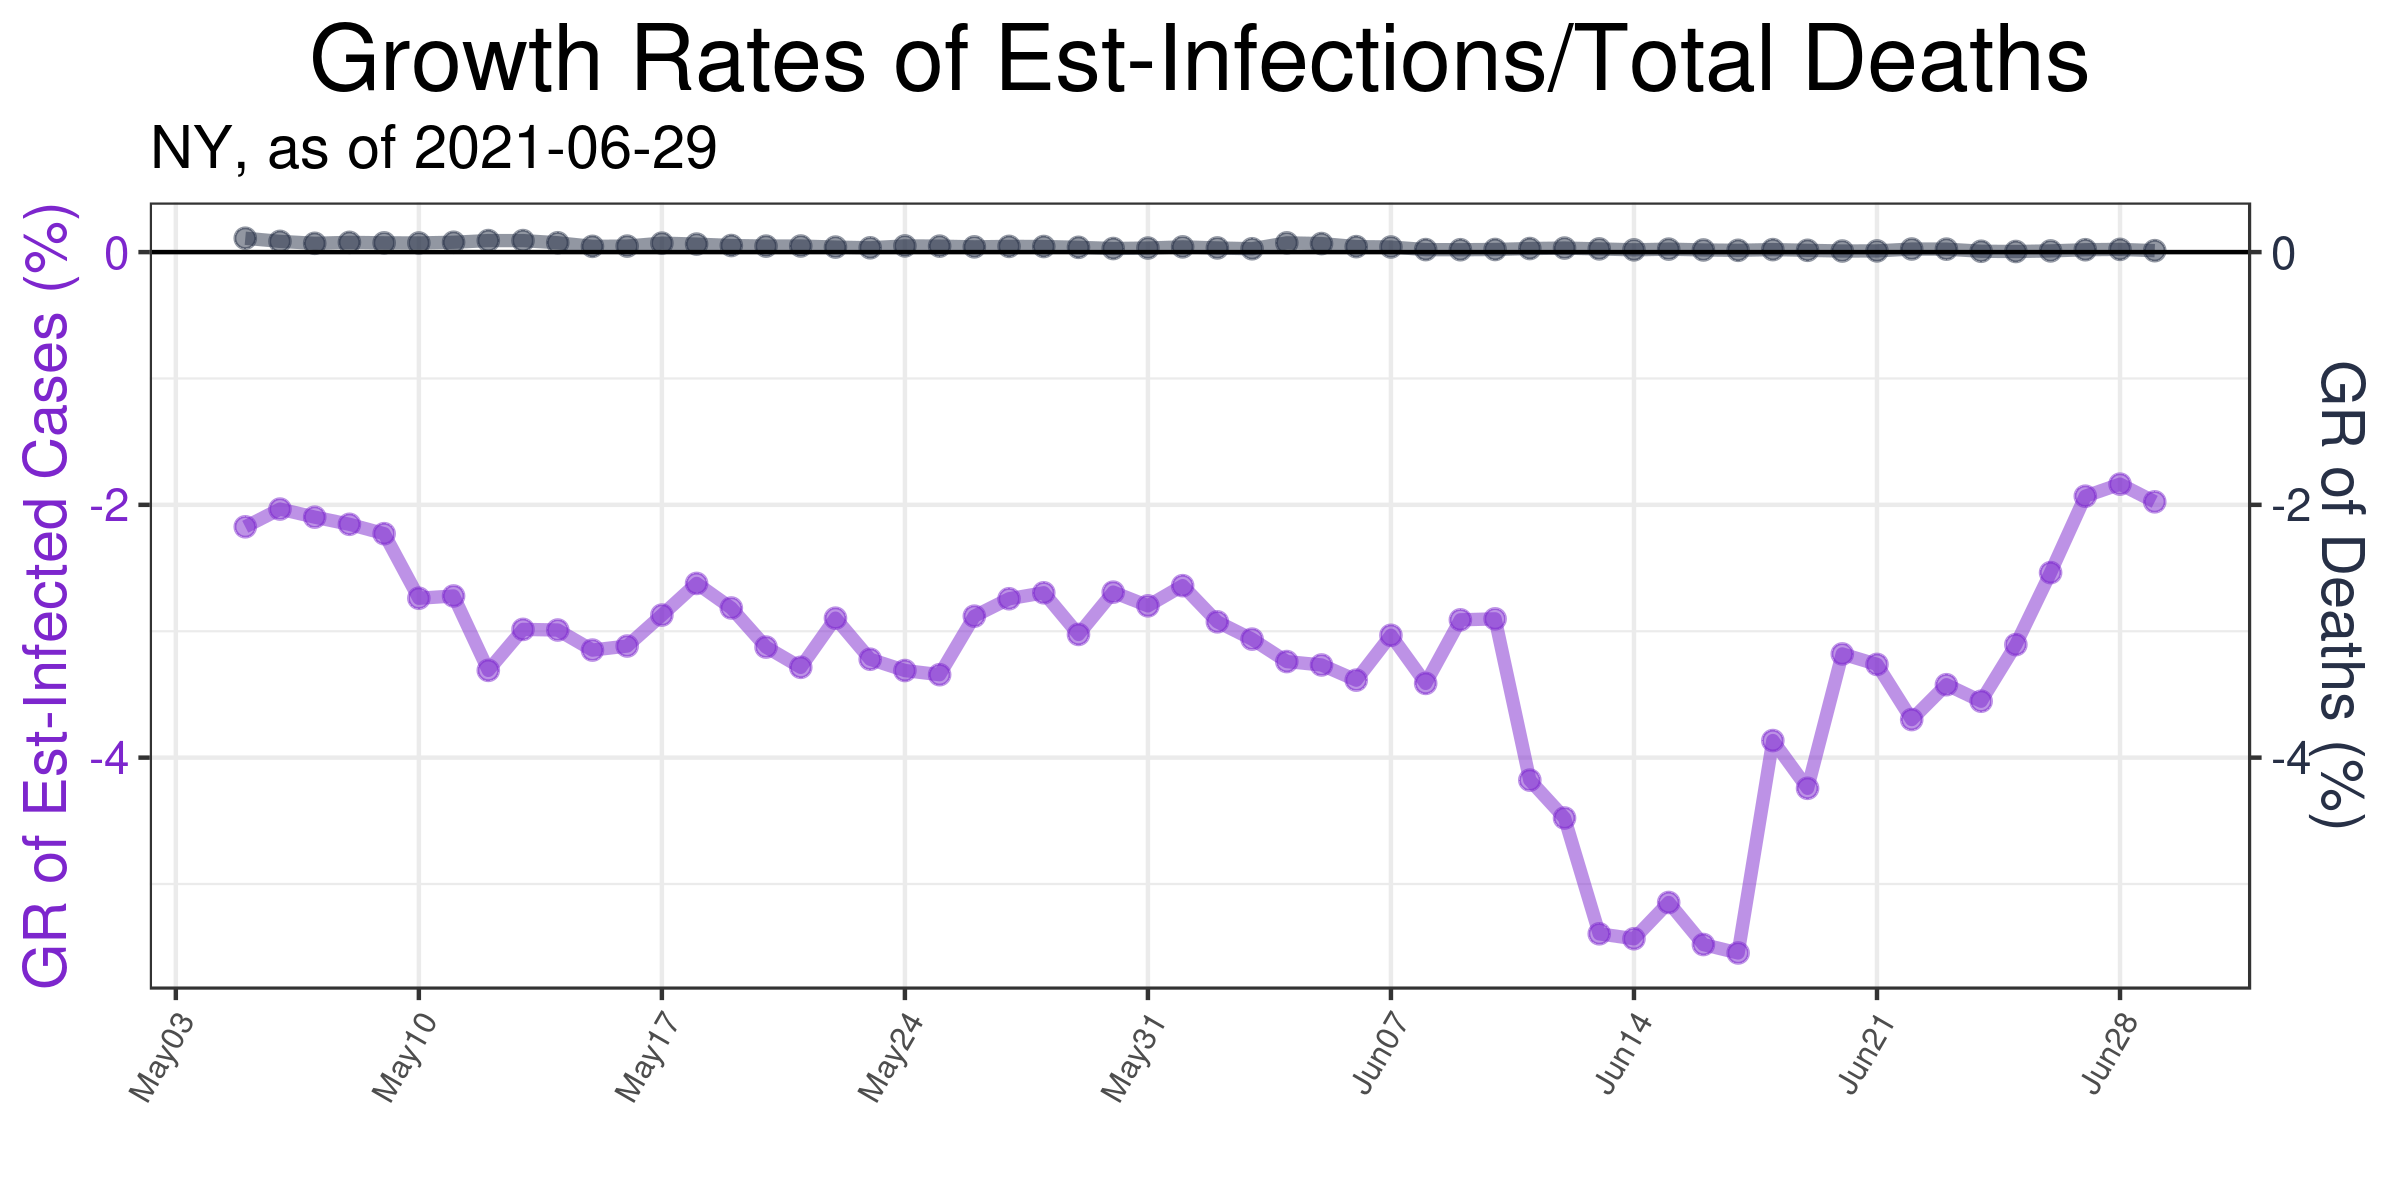 Growth Rates of Est-Infections/Total Deaths
NY, as of 2021-06-29
GR of Est-Infected Cases (%)
0
-2
-4
0
-2
-4
GR of Deaths (%)
May03
May10
May17
May24
May31
Jun07
Jun14
Jun21
Jun28